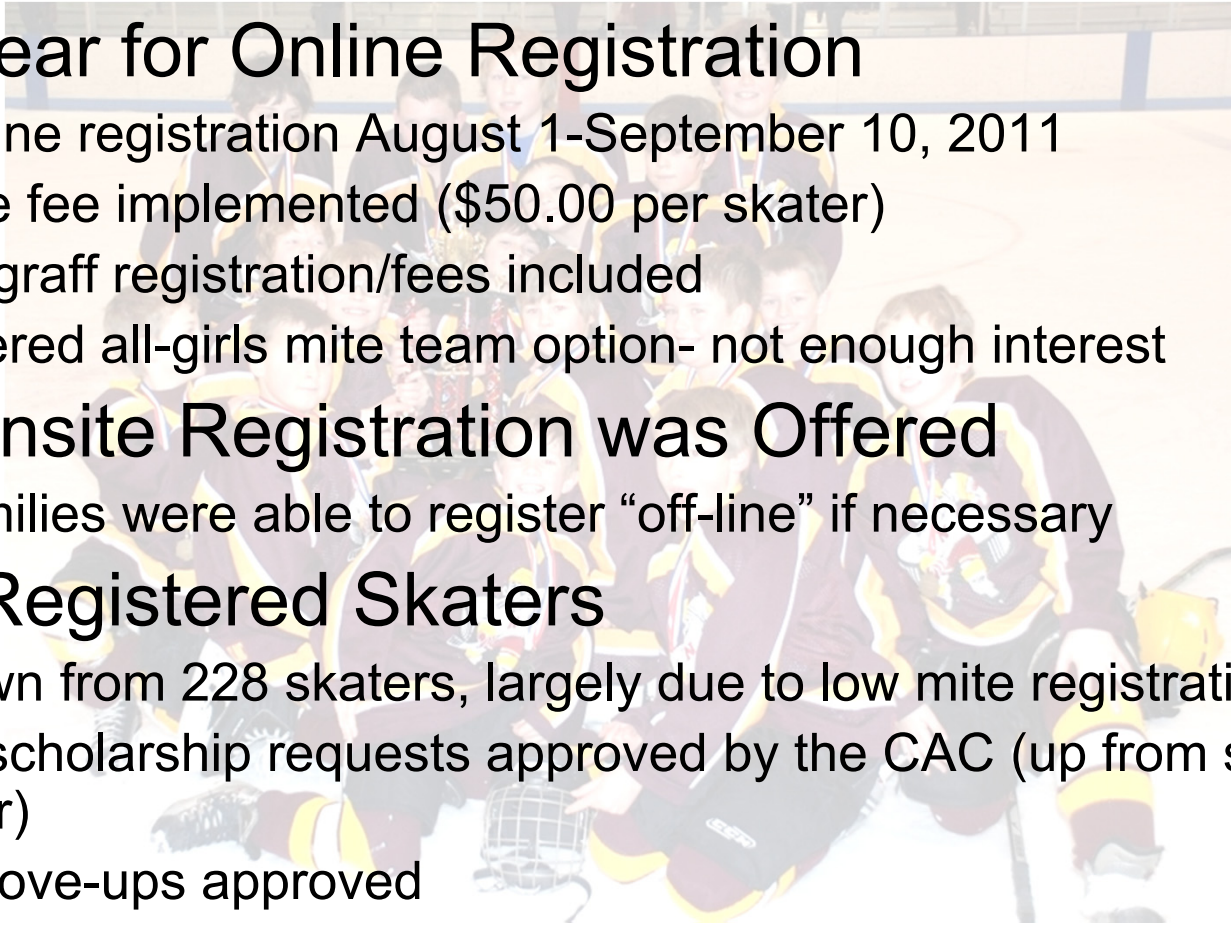 ear for Online Registration
ne registration August 1-September 10, 2011
e fee implemented ($50.00 per skater)
graff registration/fees included
ered all-girls mite team option- not enough interest
nsite Registration was Offered
milies were able to register “off-line” if necessary
Registered Skaters
wn from 228 skaters, largely due to low mite registrati
scholarship requests approved by the CAC (up from s
r)
ove-ups approved